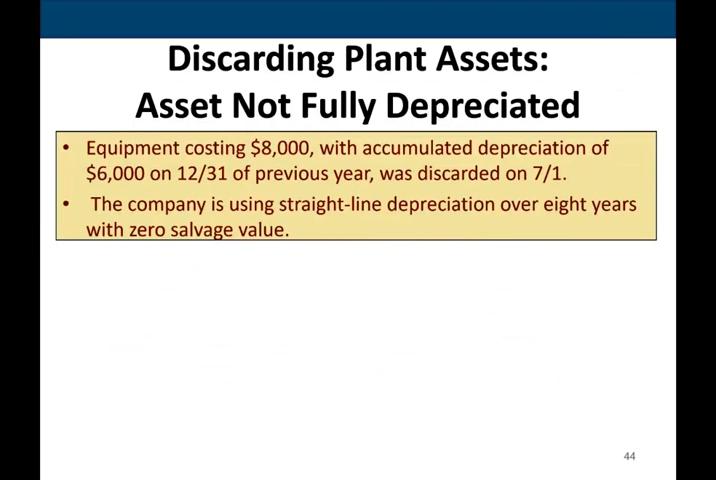 Discarding Plant Assets:
Asset Not Fully Depreciated
• Equipment costing $8,000, with accumulated depreciation of
$6,000 on 12/31 of previous year, was discarded on 7/1.
• The company is using straight-line depreciation over eight years
with zero salvage value.
44